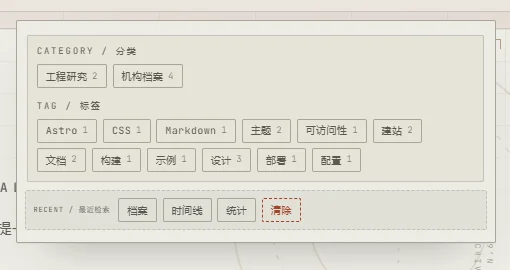 CATEGORY / 分类
工程研究 2 机构档案 4
TAG / 标签
Astro 1 CSS 1 Markdown 1 主题 2 可访问性 1 建站 2
文档 2 构建 1 示例 1 设计 3 部署 1 配置 1
RECENT / 最近检索 档案 时间线 统计 清除
是